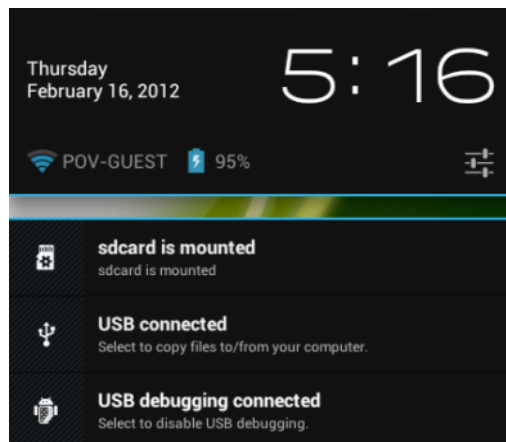 Thursday
February 16, 2012
5:16
POV-GUEST 95%
sdcard is mounted
sdcard is mounted
USB connected
Select to copy files to/from your computer.
USB debugging connected
Select to disable USB debugging.